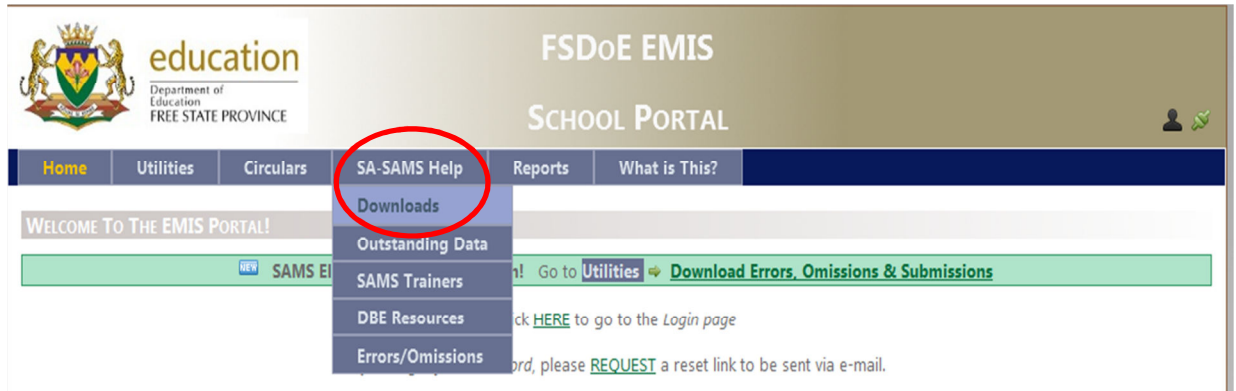 education
Department of
Education
FREE STATE PROVINCE
FSDOE EMIS
SCHOOL PORTAL
Home Utilities Circulars SA-SAMS Help Reports What is This?
Downloads
WELCOME TO THE EMIS PORTAL!
Outstanding Data
NEW SAMS El n! Go to Utilities Download Errors, Omissions & Submissions
SAMS Trainers
DBE Resources
ck HERE to go to the Login page
Errors/Omissions
ord, please REQUEST a reset link to be sent via e-mail.